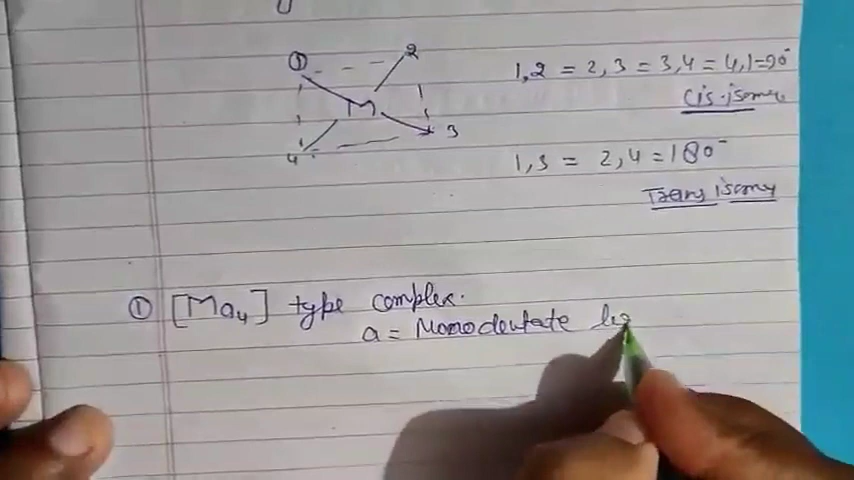 ① 2
1,2 = 2,3 = 3,4 = 4,1 = 90°
Cis-isomer
M
4 3
1,3 = 2,4 = 180°
Trans isomer
① [Ma₄] type complex.
a = Monodentate lig